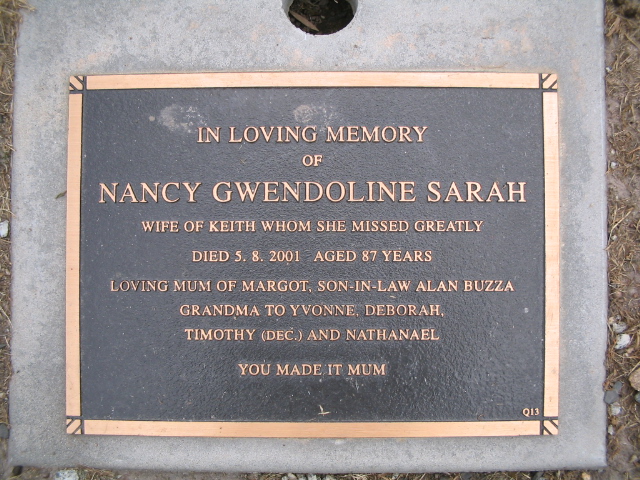 IN LOVING MEMORY
OF
NANCY GWENDOLINE SARAH
WIFE OF KEITH WHOM SHE MISSED GREATLY
DIED 5. 8. 2001 AGED 87 YEARS
LOVING MUM OF MARGOT, SON-IN-LAW ALAN BUZZA
GRANDMA TO YVONNE, DEBORAH,
TIMOTHY (DEC.) AND NATHANAEL
YOU MADE IT MUM
Q13